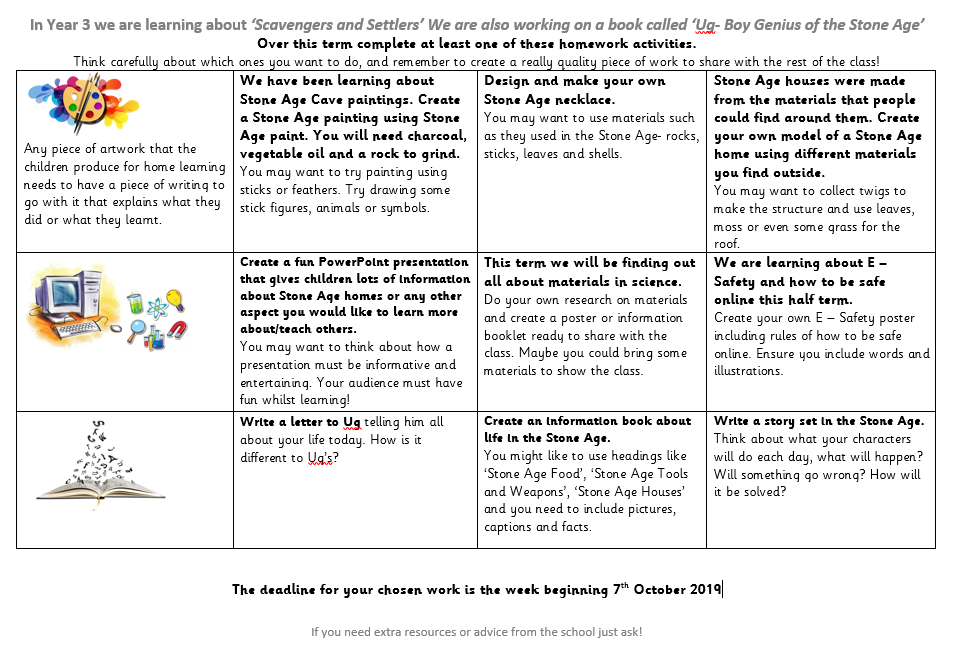 In Year 3 we are learning about ‘Scavengers and Settlers’ We are also working on a book called ‘Ug- Boy Genius of the Stone Age’
Over this term complete at least one of these homework activities.
Think carefully about which ones you want to do, and remember to create a really quality piece of work to share with the rest of the class!
Any piece of artwork that the
children produce for home learning
needs to have a piece of writing to
go with it that explains what they
did or what they learnt.
We have been learning about
Stone Age Cave paintings. Create
a Stone Age painting using Stone
Age paint. You will need charcoal,
vegetable oil and a rock to grind.
You may want to try painting using
sticks or feathers. Try drawing some
stick figures, animals or symbols.
Design and make your own
Stone Age necklace.
You may want to use materials such
as they used in the Stone Age- rocks,
sticks, leaves and shells.
Stone Age houses were made
from the materials that people
could find around them. Create
your own model of a Stone Age
home using different materials
you find outside.
You may want to collect twigs to
make the structure and use leaves,
moss or even some grass for the
roof.
Create a fun PowerPoint presentation
that gives children lots of information
about Stone Age homes or any other
aspect you would like to learn more
about/teach others.
You may want to think about how a
presentation must be informative and
entertaining. Your audience must have
fun whilst learning!
This term we will be finding out
all about materials in science.
Do your own research on materials
and create a poster or information
booklet ready to share with the
class. Maybe you could bring some
materials to show the class.
We are learning about E –
Safety and how to be safe
online this half term.
Create your own E – Safety poster
including rules of how to be safe
online. Ensure you include words and
illustrations.
Write a letter to Ug telling him all
about your life today. How is it
different to Ug’s?
Create an information book about
life in the Stone Age.
You might like to use headings like
‘Stone Age Food’, ‘Stone Age Tools
and Weapons’, ‘Stone Age Houses’
and you need to include pictures,
captions and facts.
Write a story set in the Stone Age.
Think about what your characters
will do each day, what will happen?
Will something go wrong? How will
it be solved?
The deadline for your chosen work is the week beginning 7th October 2019
If you need extra resources or advice from the school just ask!